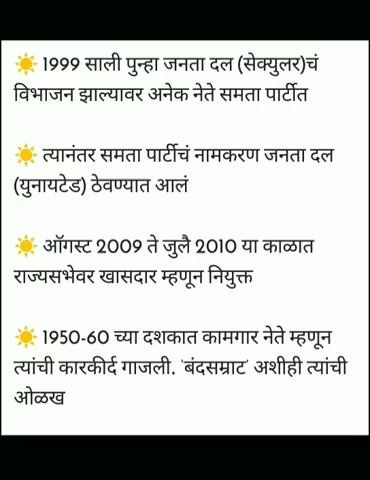 ☀️ 1999 साली पुन्हा जनता दल (सेक्युलर)चं
विभाजन झाल्यावर अनेक नेते समता पार्टीत
☀️ त्यानंतर समता पार्टीचं नामकरण जनता दल
(युनायटेड) ठेवण्यात आलं
☀️ ऑगस्ट 2009 ते जुलै 2010 या काळात
राज्यसभेवर खासदार म्हणून नियुक्त
☀️ 1950-60 च्या दशकात कामगार नेते म्हणून
त्यांची कारकीर्द गाजली. 'बंदसम्राट' अशीही त्यांची
ओळख